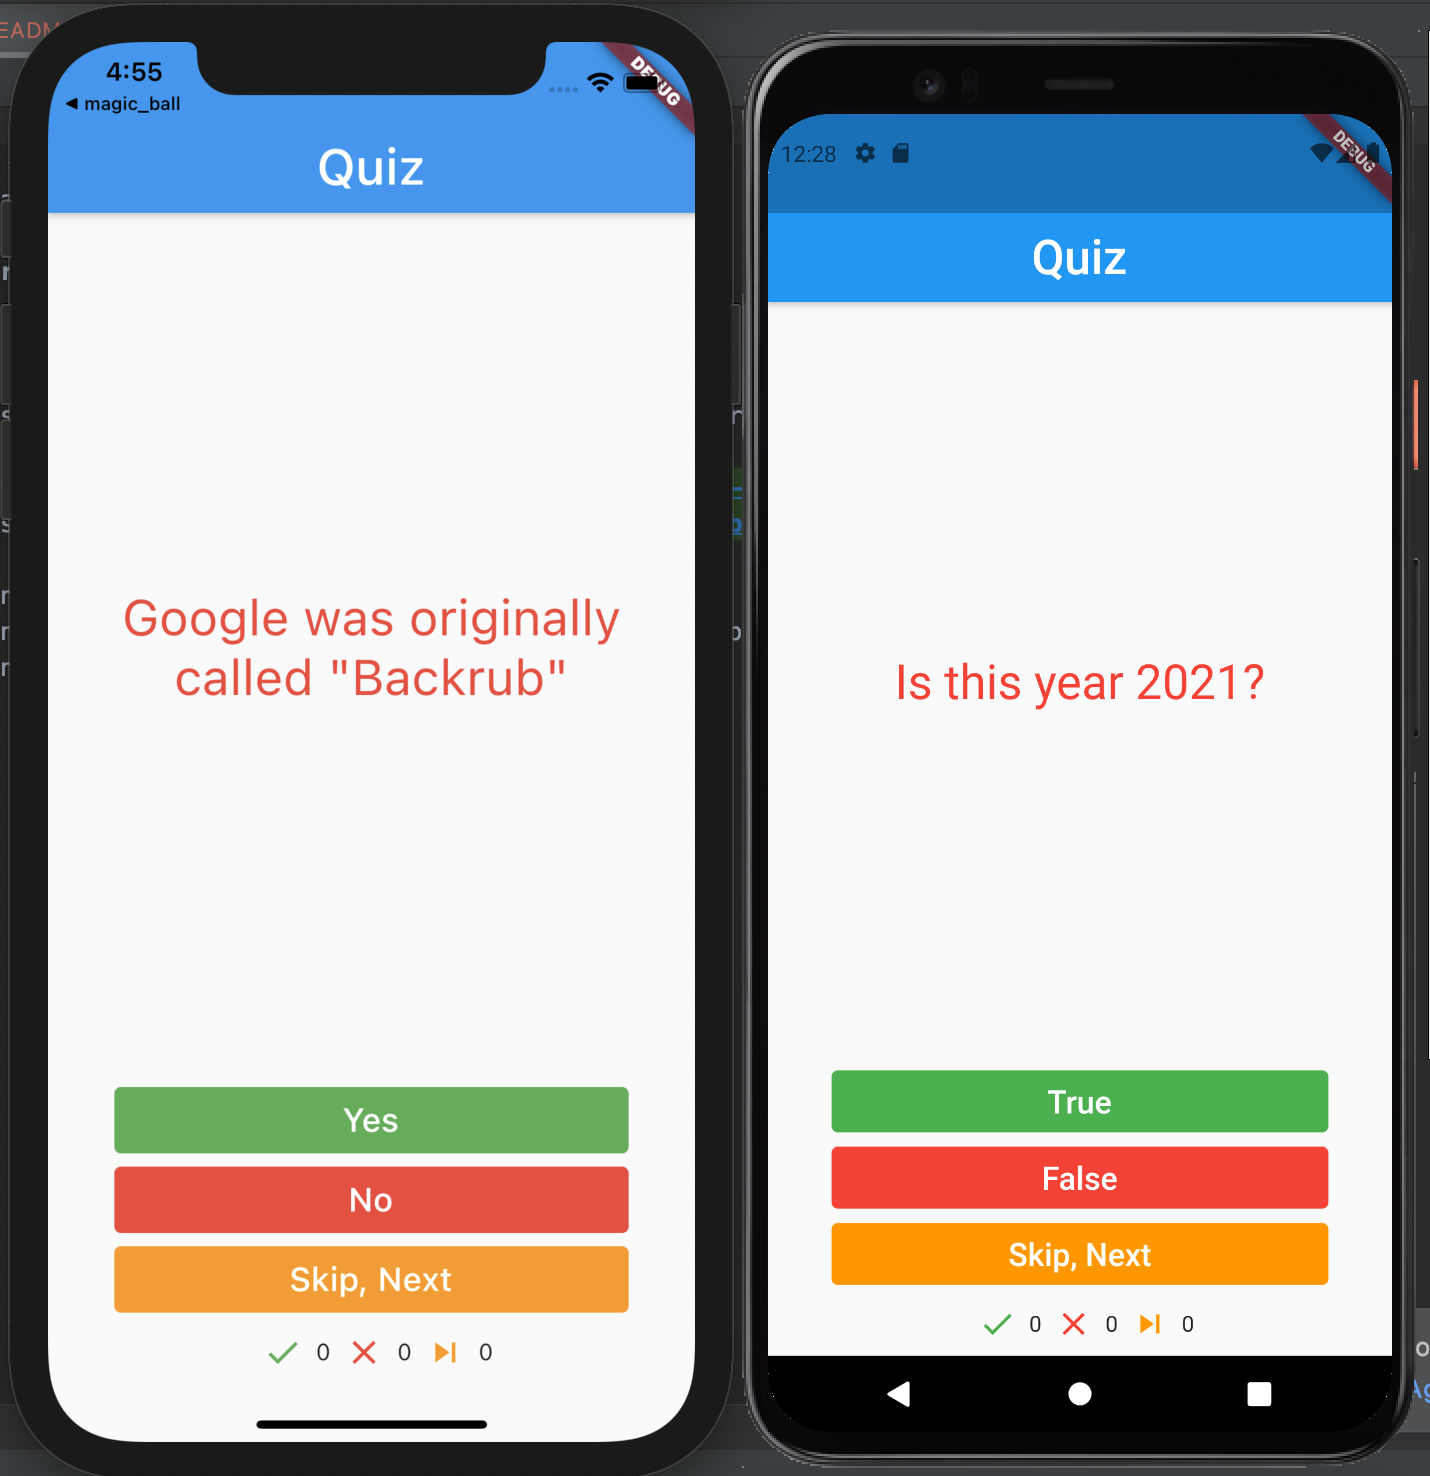 4:55
◀ magic_ball
DEBUG
Quiz
Google was originally
called "Backrub"
Yes
No
Skip, Next
0 0 0
12:28
DEBUG
Quiz
Is this year 2021?
True
False
Skip, Next
0 0 0